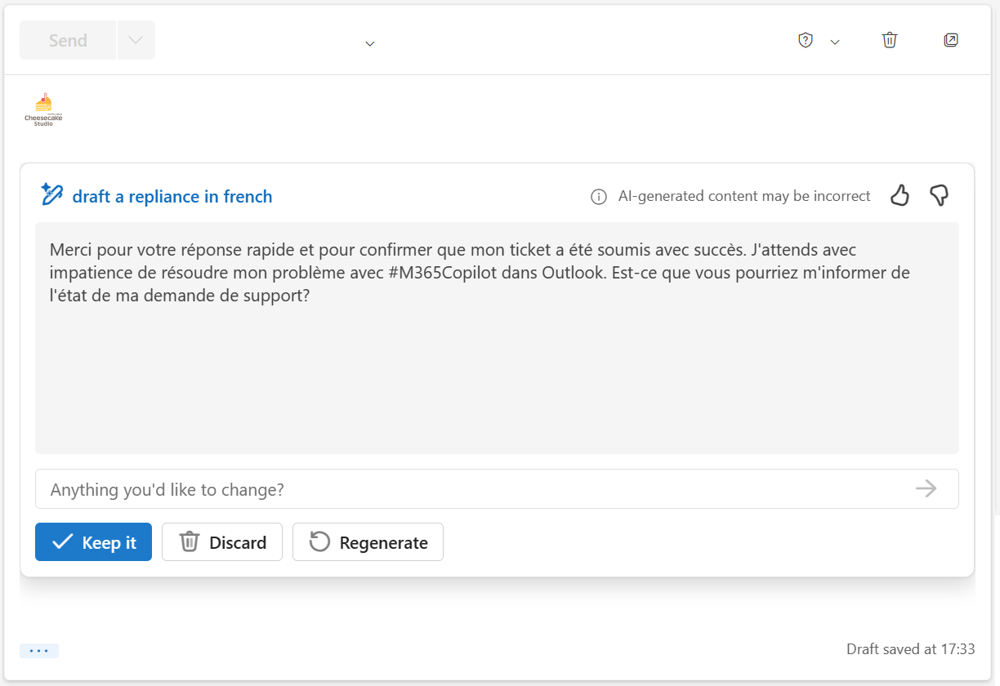 Send
Cheesecake
Studio
draft a repliance in french
AI-generated content may be incorrect
Merci pour votre réponse rapide et pour confirmer que mon ticket a été soumis avec succès. J'attends avec
impatience de résoudre mon problème avec #M365Copilot dans Outlook. Est-ce que vous pourriez m'informer de
l'état de ma demande de support?
Anything you'd like to change?
Keep it
Discard
Regenerate
Draft saved at 17:33